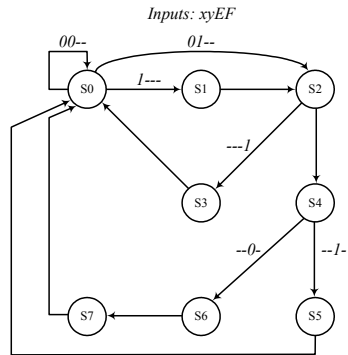 Inputs: xyEF
00--
01--
1---
S0
S1
S2
---1
S3
S4
--0-
--1-
S7
S6
S5